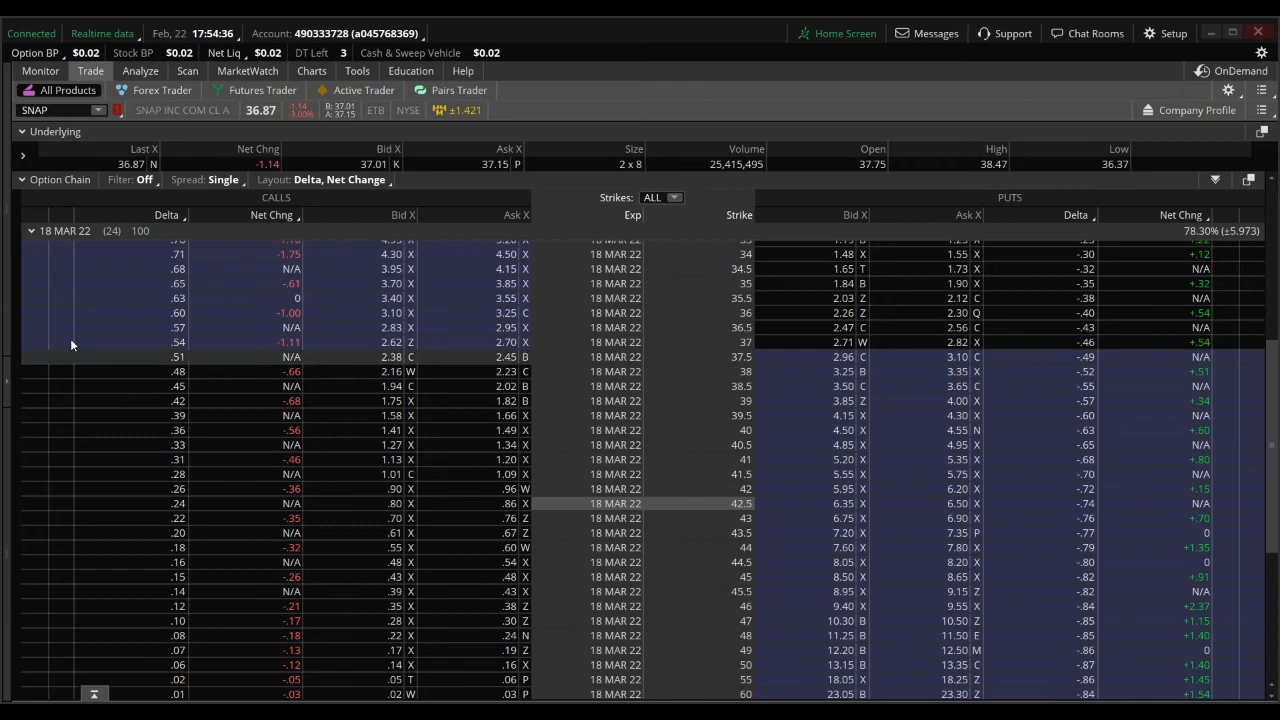 Connected Realtime data Feb, 22 17:54:36 Account: 490333728 (a045768369) Home Screen Messages Support Chat Rooms Setup
Option BP $0.02 Stock BP $0.02 Net Liq $0.02 DT Left 3 Cash & Sweep Vehicle $0.02
Monitor Trade Analyze Scan MarketWatch Charts Tools Education Help OnDemand
All Products Forex Trader Futures Trader Active Trader Pairs Trader
SNAP SNAP INC COM CL A 36.87 -1.14 -3.00% B: 37.01 A: 37.15 ETB NYSE ±1.421 Company Profile
Underlying
Last X Net Chng Bid X Ask X Size Volume Open High Low
36.87 N -1.14 37.01 K 37.15 P 2 x 8 25,415,495 37.75 38.47 36.37
Option Chain Filter: Off Spread: Single Layout: Delta, Net Change
CALLS Strikes: ALL PUTS
Delta Net Chng Bid X Ask X Exp Strike Bid X Ask X Delta Net Chng
18 MAR 22 (24) 100 78.30% (±5.973)
.71 -1.75 4.30 X 4.50 X 18 MAR 22 34 1.48 X 1.55 X -.30 +.12
.68 N/A 3.95 X 4.15 X 18 MAR 22 34.5 1.65 T 1.73 X -.32 N/A
.65 -.61 3.70 X 3.85 X 18 MAR 22 35 1.84 B 1.90 X -.35 +.32
.63 0 3.40 X 3.55 X 18 MAR 22 35.5 2.03 Z 2.12 C -.38 N/A
.60 -1.00 3.10 X 3.25 C 18 MAR 22 36 2.26 Z 2.30 Q -.40 +.54
.57 N/A 2.83 X 2.95 X 18 MAR 22 36.5 2.47 C 2.56 C -.43 N/A
.54 -1.11 2.62 Z 2.70 X 18 MAR 22 37 2.71 W 2.82 X -.46 +.54
.51 N/A 2.38 C 2.45 B 18 MAR 22 37.5 2.96 C 3.10 C -.49 N/A
.48 -.66 2.16 W 2.23 C 18 MAR 22 38 3.25 B 3.35 X -.52 +.51
.45 N/A 1.94 C 2.02 B 18 MAR 22 38.5 3.50 C 3.65 C -.55 N/A
.42 -.68 1.75 X 1.82 B 18 MAR 22 39 3.85 Z 4.00 X -.57 +.34
.39 N/A 1.58 X 1.66 X 18 MAR 22 39.5 4.15 X 4.30 X -.60 N/A
.36 -.56 1.41 X 1.49 X 18 MAR 22 40 4.50 X 4.55 N -.63 +.60
.33 N/A 1.27 X 1.34 X 18 MAR 22 40.5 4.85 X 4.95 X -.65 N/A
.31 -.46 1.13 X 1.20 X 18 MAR 22 41 5.20 X 5.35 X -.68 +.80
.28 N/A 1.01 C 1.09 X 18 MAR 22 41.5 5.55 X 5.75 X -.70 N/A
.26 -.36 .90 X .96 W 18 MAR 22 42 5.95 X 6.20 X -.72 +.15
.24 N/A .80 X .86 X 18 MAR 22 42.5 6.35 X 6.50 X -.74 N/A
.22 -.35 .70 X .76 Z 18 MAR 22 43 6.75 X 6.90 X -.76 +.70
.20 N/A .61 X .67 Z 18 MAR 22 43.5 7.20 X 7.35 P -.77 0
.18 -.32 .55 X .60 W 18 MAR 22 44 7.60 X 7.80 X -.79 +1.35
.16 N/A .48 X .54 X 18 MAR 22 44.5 8.05 X 8.20 X -.80 0
.15 -.26 .43 X .48 X 18 MAR 22 45 8.50 X 8.65 X -.82 +.91
.14 N/A .39 X .43 X 18 MAR 22 45.5 8.95 X 9.15 Z -.82 N/A
.12 -.21 .35 X .38 Z 18 MAR 22 46 9.40 X 9.55 X -.84 +2.37
.10 -.17 .28 X .30 Z 18 MAR 22 47 10.30 B 10.50 Z -.85 +1.15
.08 -.18 .22 X .24 N 18 MAR 22 48 11.25 B 11.50 E -.85 +1.40
.07 -.13 .17 X .19 Z 18 MAR 22 49 12.20 B 12.50 M -.86 0
.06 -.12 .14 X .16 X 18 MAR 22 50 13.15 B 13.35 C -.87 +1.40
.02 -.05 .05 T .06 P 18 MAR 22 55 18.05 X 18.25 Z -.86 +1.45
.01 -.03 .02 W .03 P 18 MAR 22 60 23.05 B 23.30 Z -.84 +1.54